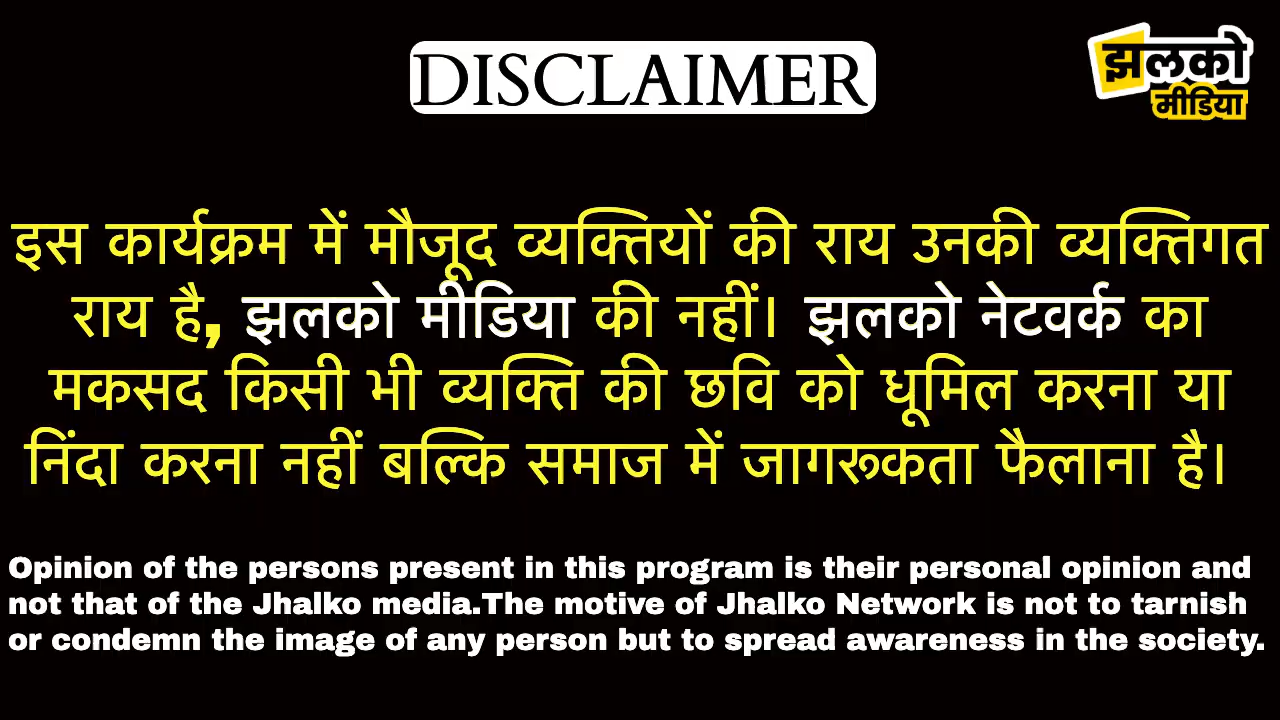 DISCLAIMER
झलको
मीडिया
इस कार्यक्रम में मौजूद व्यक्तियों की राय उनकी व्यक्तिगत
राय है, झलको मीडिया की नहीं। झलको नेटवर्क का
मकसद किसी भी व्यक्ति की छवि को धूमिल करना या
निंदा करना नहीं बल्कि समाज में जागरूकता फैलाना है।
Opinion of the persons present in this program is their personal opinion and
not that of the Jhalko media.The motive of Jhalko Network is not to tarnish
or condemn the image of any person but to spread awareness in the society.